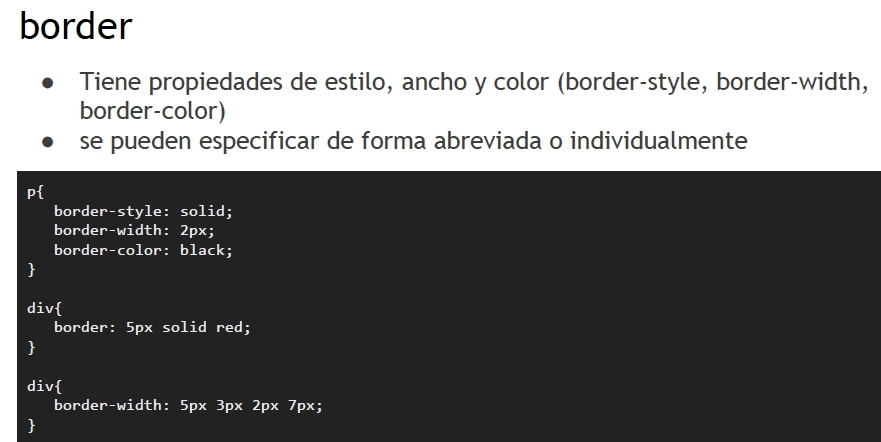 border
● Tiene propiedades de estilo, ancho y color (border-style, border-width,
border-color)
● se pueden especificar de forma abreviada o individualmente
p{
   border-style: solid;
   border-width: 2px;
   border-color: black;
}
div{
   border: 5px solid red;
}
div{
   border-width: 5px 3px 2px 7px;
}